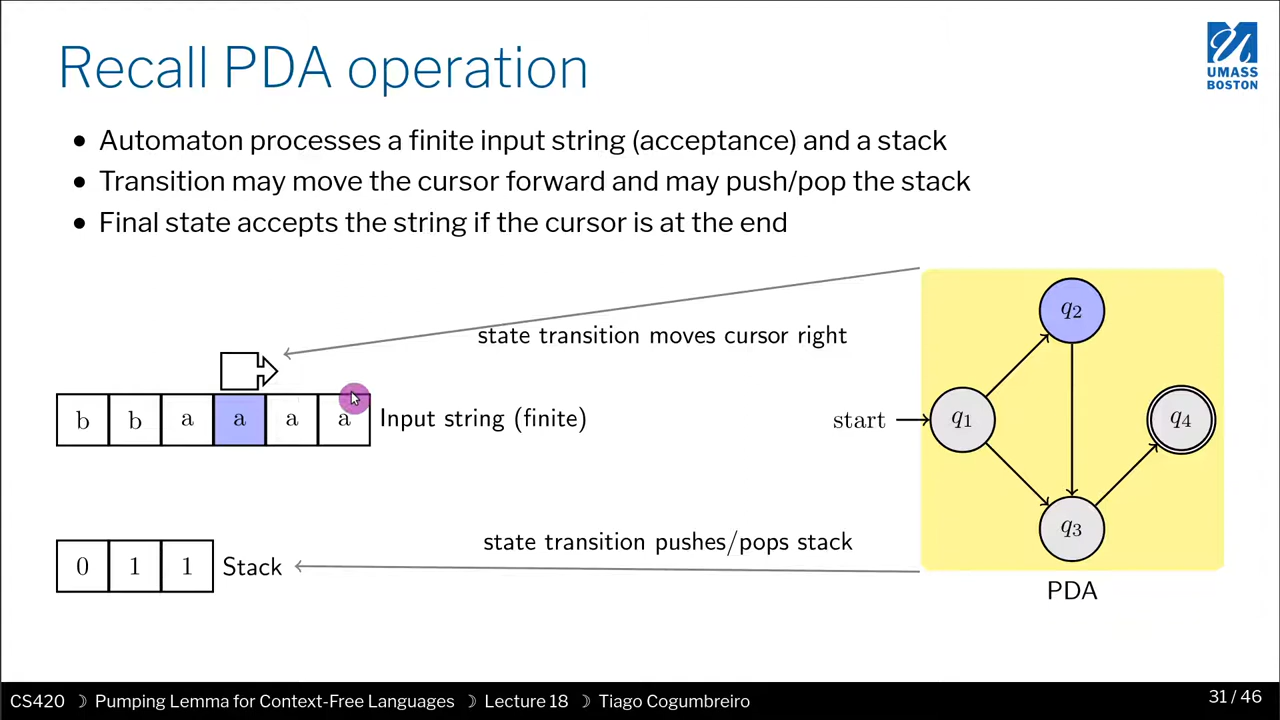 Recall PDA operation
UMASS
BOSTON
• Automaton processes a finite input string (acceptance) and a stack
• Transition may move the cursor forward and may push/pop the stack
• Final state accepts the string if the cursor is at the end
state transition moves cursor right
b b a a a a Input string (finite)
state transition pushes/pops stack
0 1 1 Stack
q2
start q1 q4
q3
PDA
CS420 ☽ Pumping Lemma for Context-Free Languages ☽ Lecture 18 ☽ Tiago Cogumbreiro
31 / 46